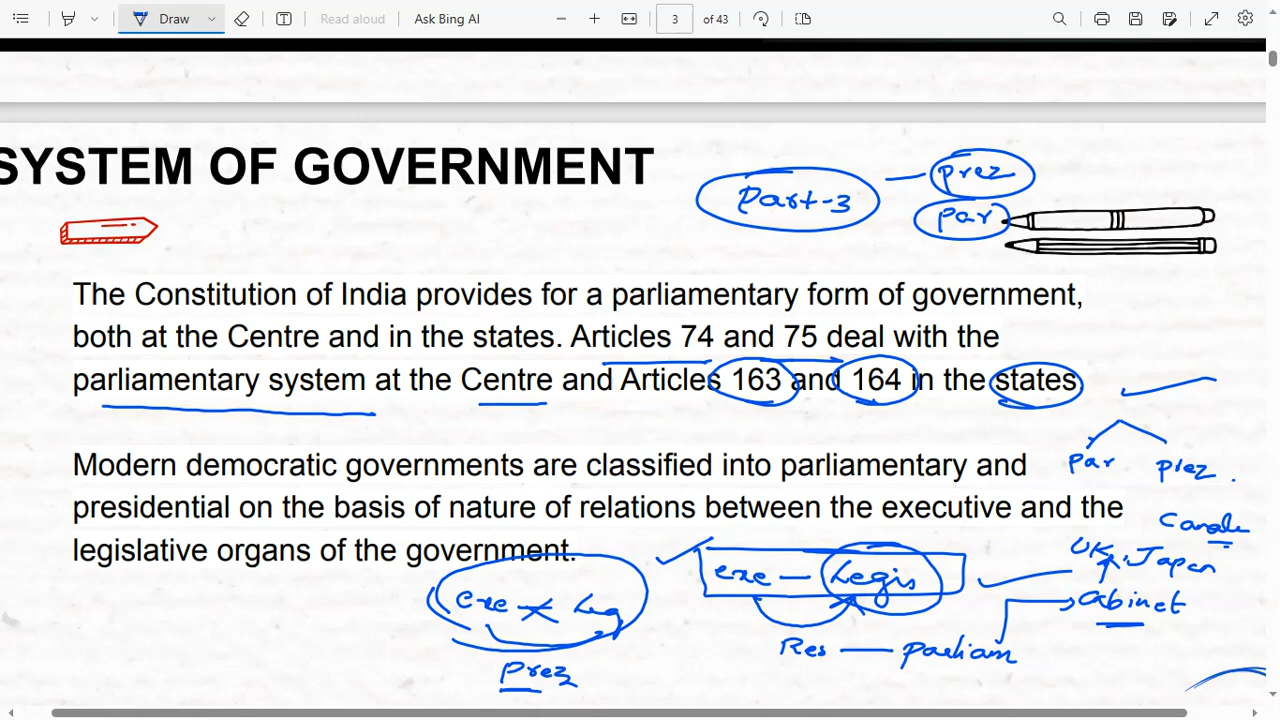 Draw
Read aloud
Ask Bing AI
3
of 43
SYSTEM OF GOVERNMENT
Part-3
prez
par
The Constitution of India provides for a parliamentary form of government,
both at the Centre and in the states. Articles 74 and 75 deal with the
parliamentary system at the Centre and Articles 163 and 164 in the states.
par
prez
Modern democratic governments are classified into parliamentary and
presidential on the basis of nature of relations between the executive and the
legislative organs of the government.
UK, Japan
exe — Legis
exe Leg
Cabinet
Res — parliam
prez